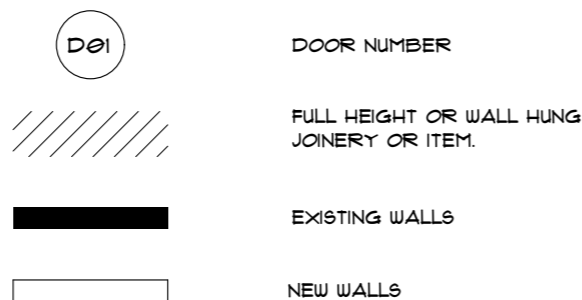 D01 DOOR NUMBER
FULL HEIGHT OR WALL HUNG
JOINERY OR ITEM.
EXISTING WALLS
NEW WALLS